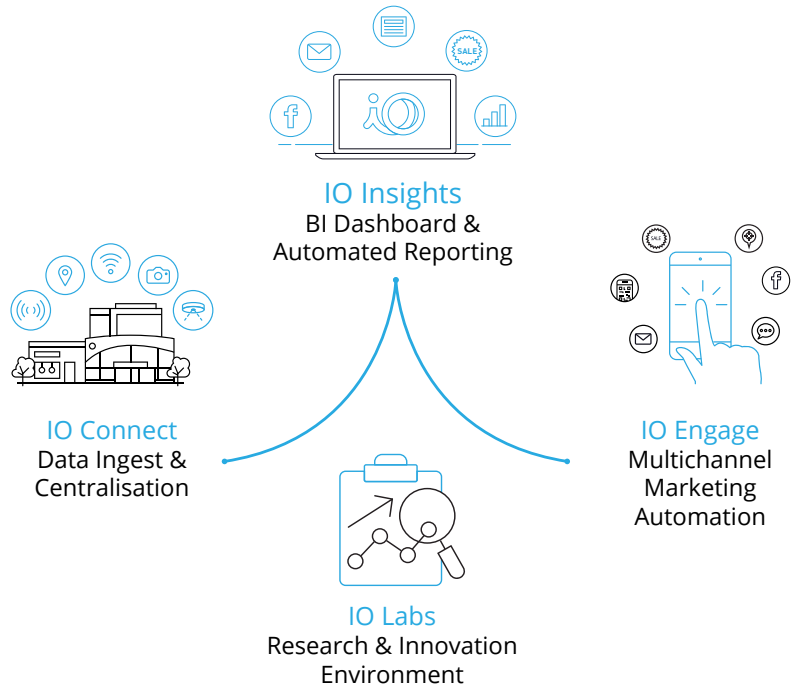 SALE
iO
IO Insights
BI Dashboard &
Automated Reporting
SALE
IO Connect
Data Ingest &
Centralisation
IO Engage
Multichannel
Marketing
Automation
IO Labs
Research & Innovation
Environment